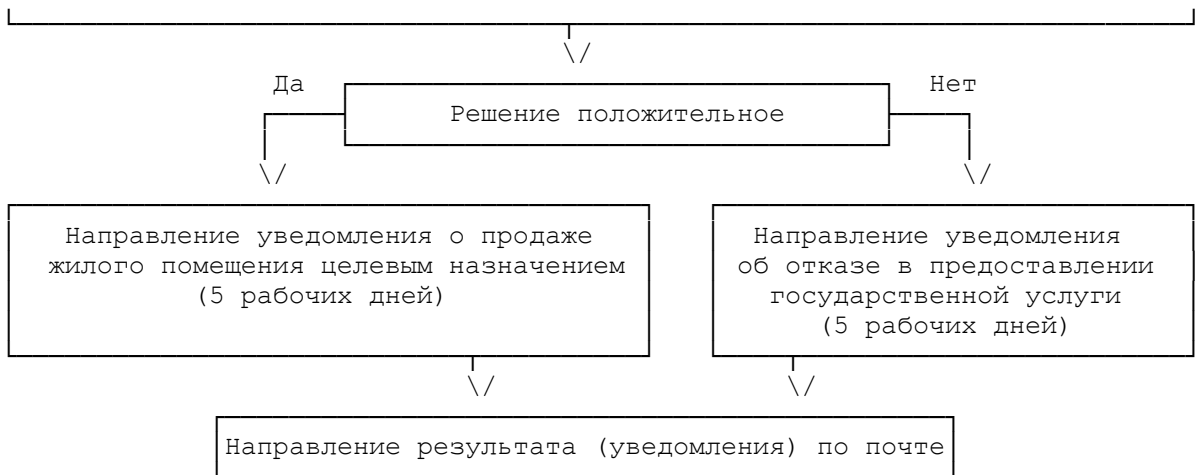 Да
Нет
Решение положительное
Направление уведомления о продаже
жилого помещения целевым назначением
(5 рабочих дней)
Направление уведомления
об отказе в предоставлении
государственной услуги
(5 рабочих дней)
Направление результата (уведомления) по почте